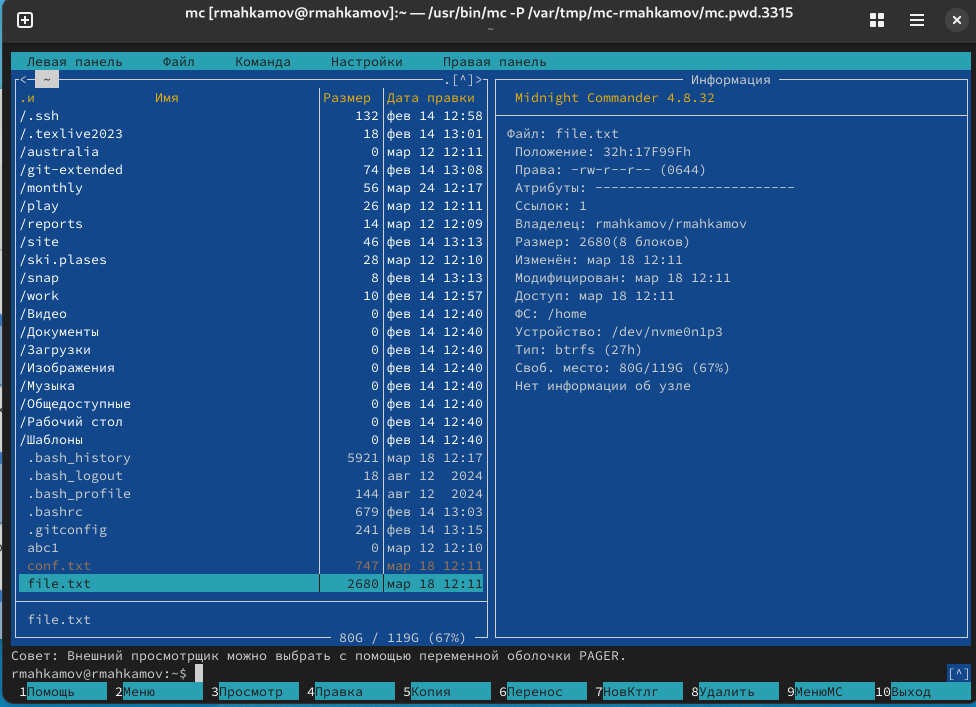 mc [rmahkamov@rmahkamov]:~ — /usr/bin/mc -P /var/tmp/mc-rmahkamov/mc.pwd.3315
~
Левая панель Файл Команда Настройки Правая панель
<─ ~ .[^]>
.и Имя Размер Дата правки
/.ssh 132 фев 14 12:58
/.texlive2023 18 фев 14 13:01
/australia 0 мар 12 12:11
/git-extended 74 фев 14 13:08
/monthly 56 мар 24 12:17
/play 26 мар 12 12:11
/reports 14 мар 12 12:09
/site 46 фев 14 13:13
/ski.plases 28 мар 12 12:10
/snap 8 фев 14 13:13
/work 10 фев 14 12:57
/Видео 0 фев 14 12:40
/Документы 0 фев 14 12:40
/Загрузки 0 фев 14 12:40
/Изображения 0 фев 14 12:40
/Музыка 0 фев 14 12:40
/Общедоступные 0 фев 14 12:40
/Рабочий стол 0 фев 14 12:40
/Шаблоны 0 фев 14 12:40
.bash_history 5921 мар 18 12:17
.bash_logout 18 авг 12 2024
.bash_profile 144 авг 12 2024
.bashrc 679 фев 14 13:03
.gitconfig 241 фев 14 13:15
abc1 0 мар 12 12:10
conf.txt 747 мар 18 12:11
file.txt 2680 мар 18 12:11
file.txt
80G / 119G (67%)
Информация
Midnight Commander 4.8.32
Файл: file.txt
Положение: 32h:17F99Fh
Права: -rw-r--r-- (0644)
Атрибуты: -------------------------
Ссылок: 1
Владелец: rmahkamov/rmahkamov
Размер: 2680(8 блоков)
Изменён: мар 18 12:11
Модифицирован: мар 18 12:11
Доступ: мар 18 12:11
ФС: /home
Устройство: /dev/nvme0n1p3
Тип: btrfs (27h)
Своб. место: 80G/119G (67%)
Нет информации об узле
Совет: Внешний просмотрщик можно выбрать с помощью переменной оболочки PAGER.
rmahkamov@rmahkamov:~$ [^]
1Помощь 2Меню 3Просмотр 4Правка 5Копия 6Перенос 7НовКтлг 8Удалить 9МенюMC 10Выход